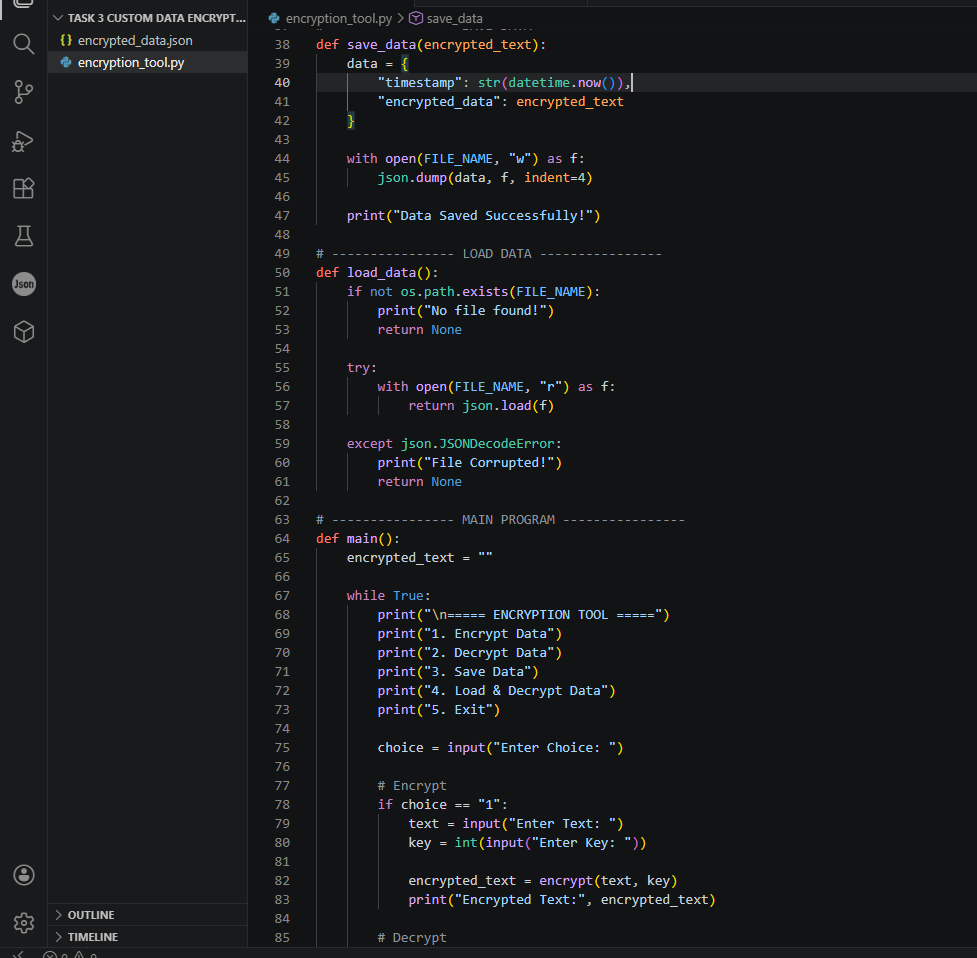 TASK 3 CUSTOM DATA ENCRYPT...
{} encrypted_data.json
encryption_tool.py
Json
OUTLINE
TIMELINE
encryption_tool.py > save_data
38 def save_data(encrypted_text):
39     data = {
40         "timestamp": str(datetime.now()),
41         "encrypted_data": encrypted_text
42     }
43
44     with open(FILE_NAME, "w") as f:
45         json.dump(data, f, indent=4)
46
47     print("Data Saved Successfully!")
48
49 # ---------------- LOAD DATA ----------------
50 def load_data():
51     if not os.path.exists(FILE_NAME):
52         print("No file found!")
53         return None
54
55     try:
56         with open(FILE_NAME, "r") as f:
57             return json.load(f)
58
59     except json.JSONDecodeError:
60         print("File Corrupted!")
61         return None
62
63 # ---------------- MAIN PROGRAM ----------------
64 def main():
65     encrypted_text = ""
66
67     while True:
68         print("\n===== ENCRYPTION TOOL =====")
69         print("1. Encrypt Data")
70         print("2. Decrypt Data")
71         print("3. Save Data")
72         print("4. Load & Decrypt Data")
73         print("5. Exit")
74
75         choice = input("Enter Choice: ")
76
77         # Encrypt
78         if choice == "1":
79             text = input("Enter Text: ")
80             key = int(input("Enter Key: "))
81
82             encrypted_text = encrypt(text, key)
83             print("Encrypted Text:", encrypted_text)
84
85         # Decrypt